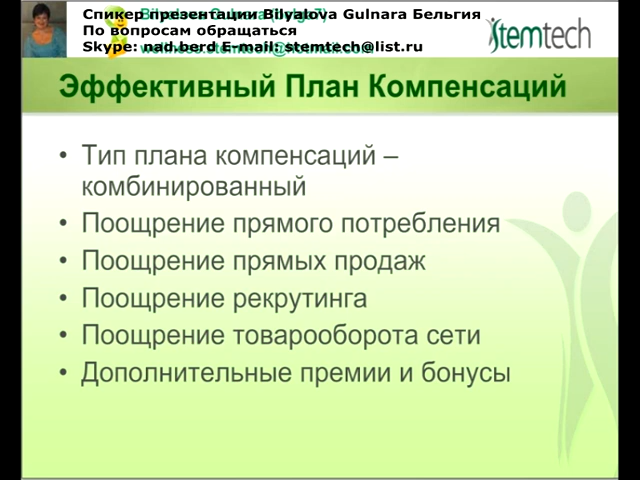 Спикер презентации Bilyalova Gulnara Бельгия
По вопросам обращаться
Skype: nad.berd E-mail: stemtech@list.ru
stemtech
Эффективный План Компенсаций
• Тип плана компенсаций –
комбинированный
• Поощрение прямого потребления
• Поощрение прямых продаж
• Поощрение рекрутинга
• Поощрение товарооборота сети
• Дополнительные премии и бонусы